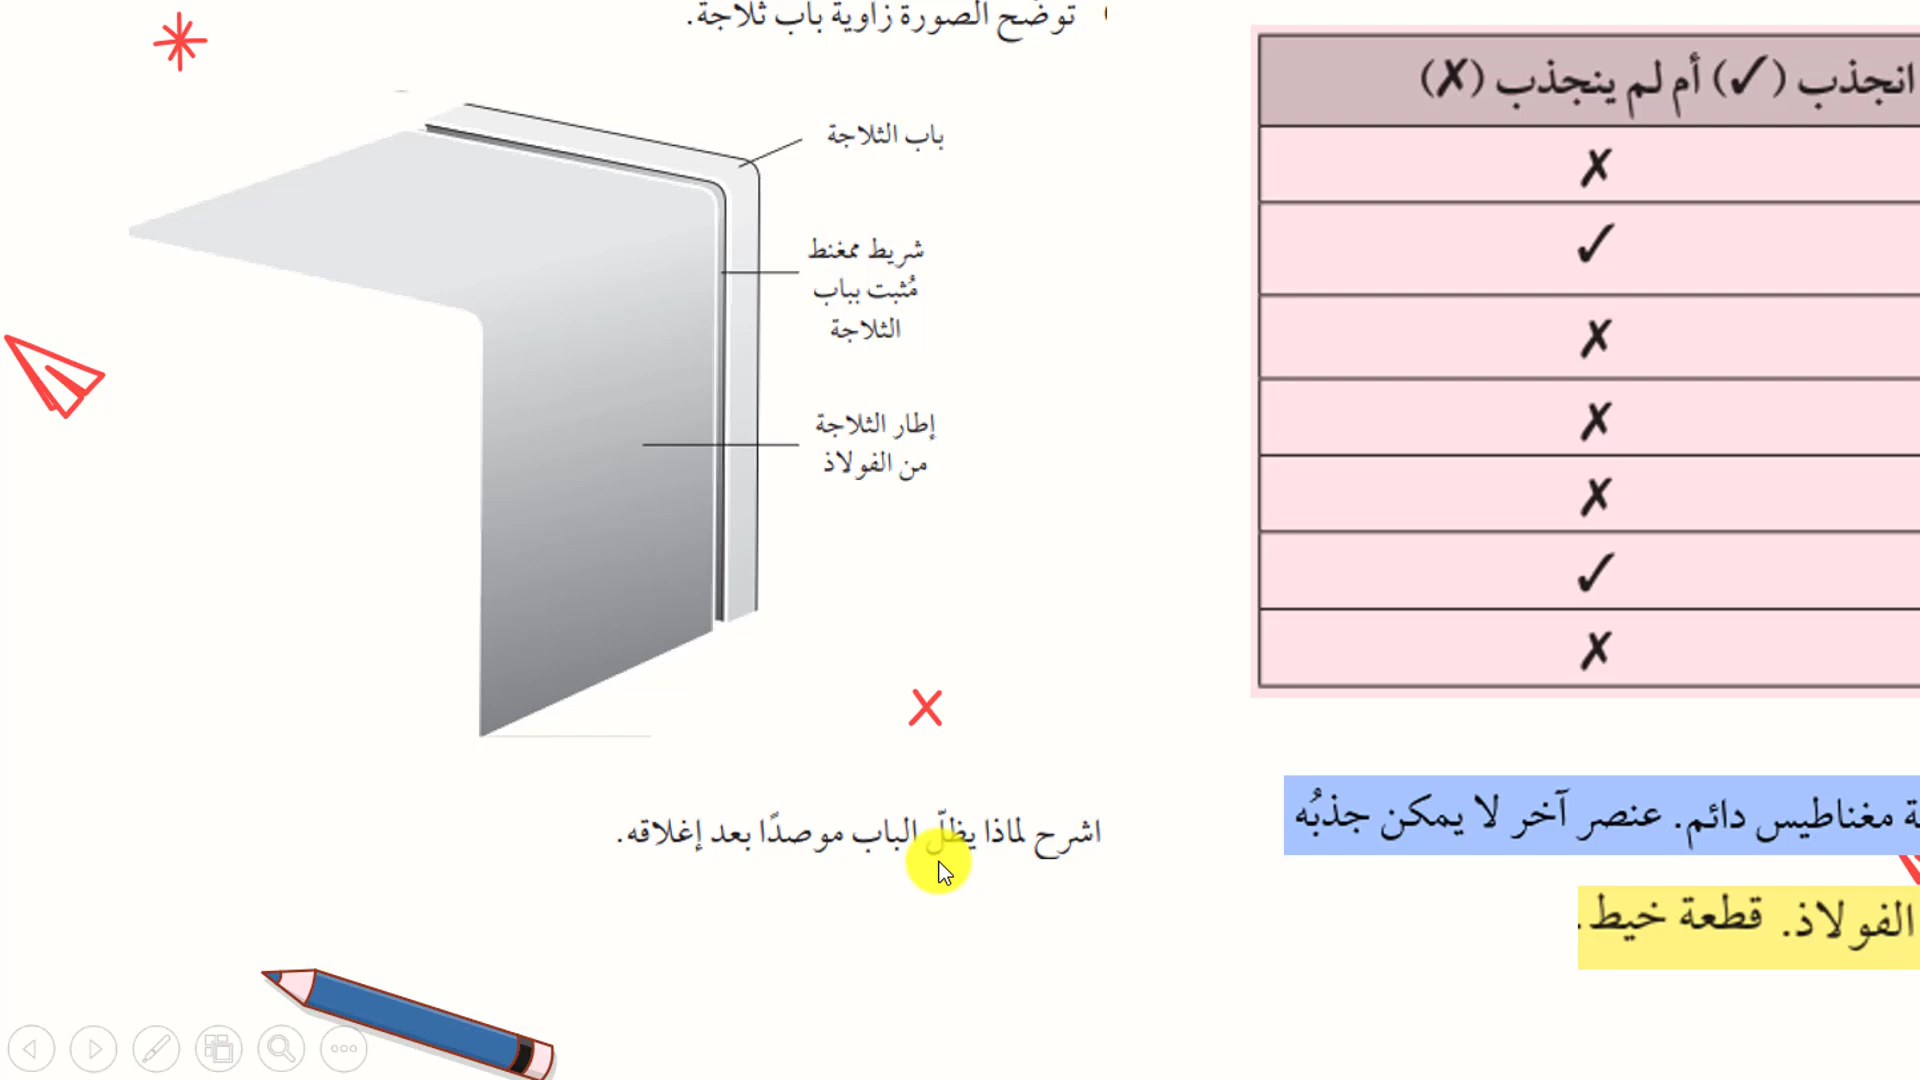 توضّح الصورة زاوية باب ثلاجة.
باب الثلاجة
شريط ممغنط
مُثبت بباب
الثلاجة
إطار الثلاجة
من الفولاذ
اشرح لماذا يظلّ الباب موصدًا بعد إغلاقه.
انجذب (✓) أم لم ينجذب (✗)
✗
✓
✗
✗
✗
✓
✗
مغناطيس دائم. عنصر آخر لا يمكن جذبُه
الفولاذ. قطعة خيط.